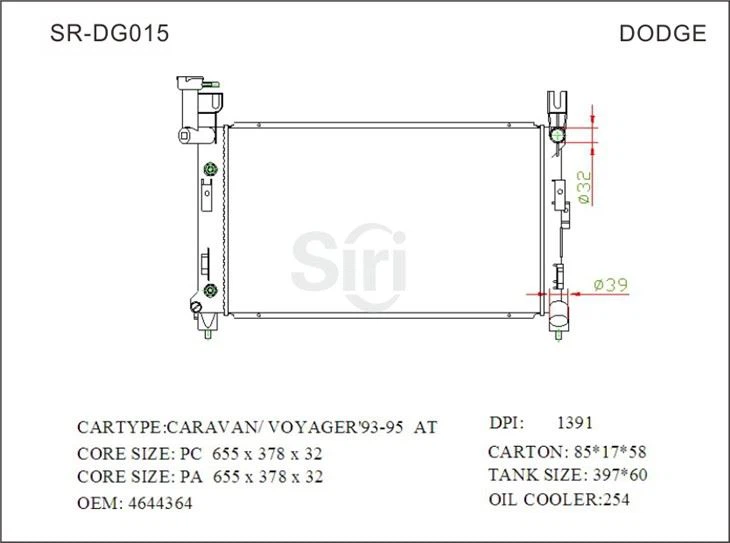 SR-DG015 DODGE
ø32
Siri
ø39
CARTYPE:CARAVAN/ VOYAGER'93-95 AT
DPI: 1391
CORE SIZE: PC 655 x 378 x 32
CARTON: 85*17*58
CORE SIZE: PA 655 x 378 x 32
TANK SIZE: 397*60
OEM: 4644364
OIL COOLER:254